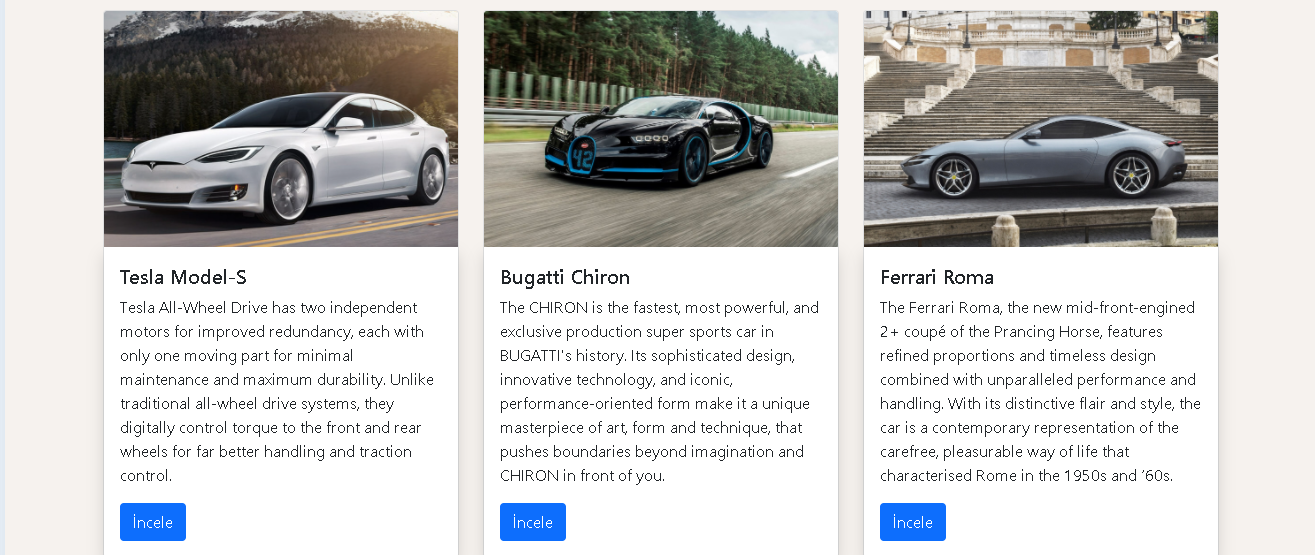 42
Tesla Model-S
Tesla All-Wheel Drive has two independent
motors for improved redundancy, each with
only one moving part for minimal
maintenance and maximum durability. Unlike
traditional all-wheel drive systems, they
digitally control torque to the front and rear
wheels for far better handling and traction
control.
İncele
Bugatti Chiron
The CHIRON is the fastest, most powerful, and
exclusive production super sports car in
BUGATTI's history. Its sophisticated design,
innovative technology, and iconic,
performance-oriented form make it a unique
masterpiece of art, form and technique, that
pushes boundaries beyond imagination and
CHIRON in front of you.
İncele
Ferrari Roma
The Ferrari Roma, the new mid-front-engined
2+ coupé of the Prancing Horse, features
refined proportions and timeless design
combined with unparalleled performance and
handling. With its distinctive flair and style, the
car is a contemporary representation of the
carefree, pleasurable way of life that
characterised Rome in the 1950s and ‘60s.
İncele